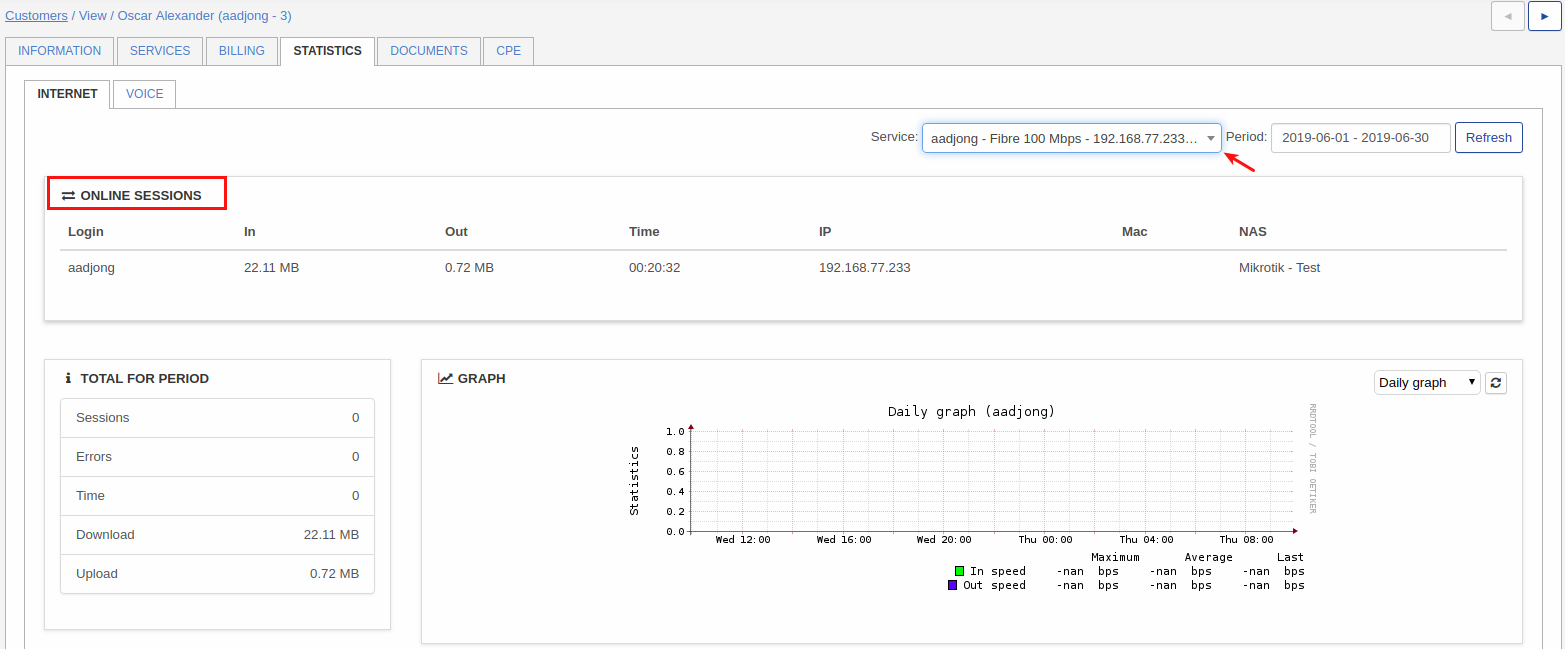 Customers / View / Oscar Alexander (aadjong - 3)
◄ ►
INFORMATION SERVICES BILLING STATISTICS DOCUMENTS CPE
INTERNET VOICE
Service: aadjong - Fibre 100 Mbps - 192.168.77.233... Period: 2019-06-01 - 2019-06-30 Refresh
ONLINE SESSIONS
Login In Out Time IP Mac NAS
aadjong 22.11 MB 0.72 MB 00:20:32 192.168.77.233 Mikrotik - Test
TOTAL FOR PERIOD
Sessions 0
Errors 0
Time 0
Download 22.11 MB
Upload 0.72 MB
GRAPH
Daily graph
Daily graph (aadjong)
RRDTOOL / TOBI OETIKER
Statistics
1.0
0.8
0.6
0.4
0.2
0.0
Wed 12:00 Wed 16:00 Wed 20:00 Thu 00:00 Thu 04:00 Thu 08:00
Maximum Average Last
In speed -nan bps -nan bps -nan bps
Out speed -nan bps -nan bps -nan bps